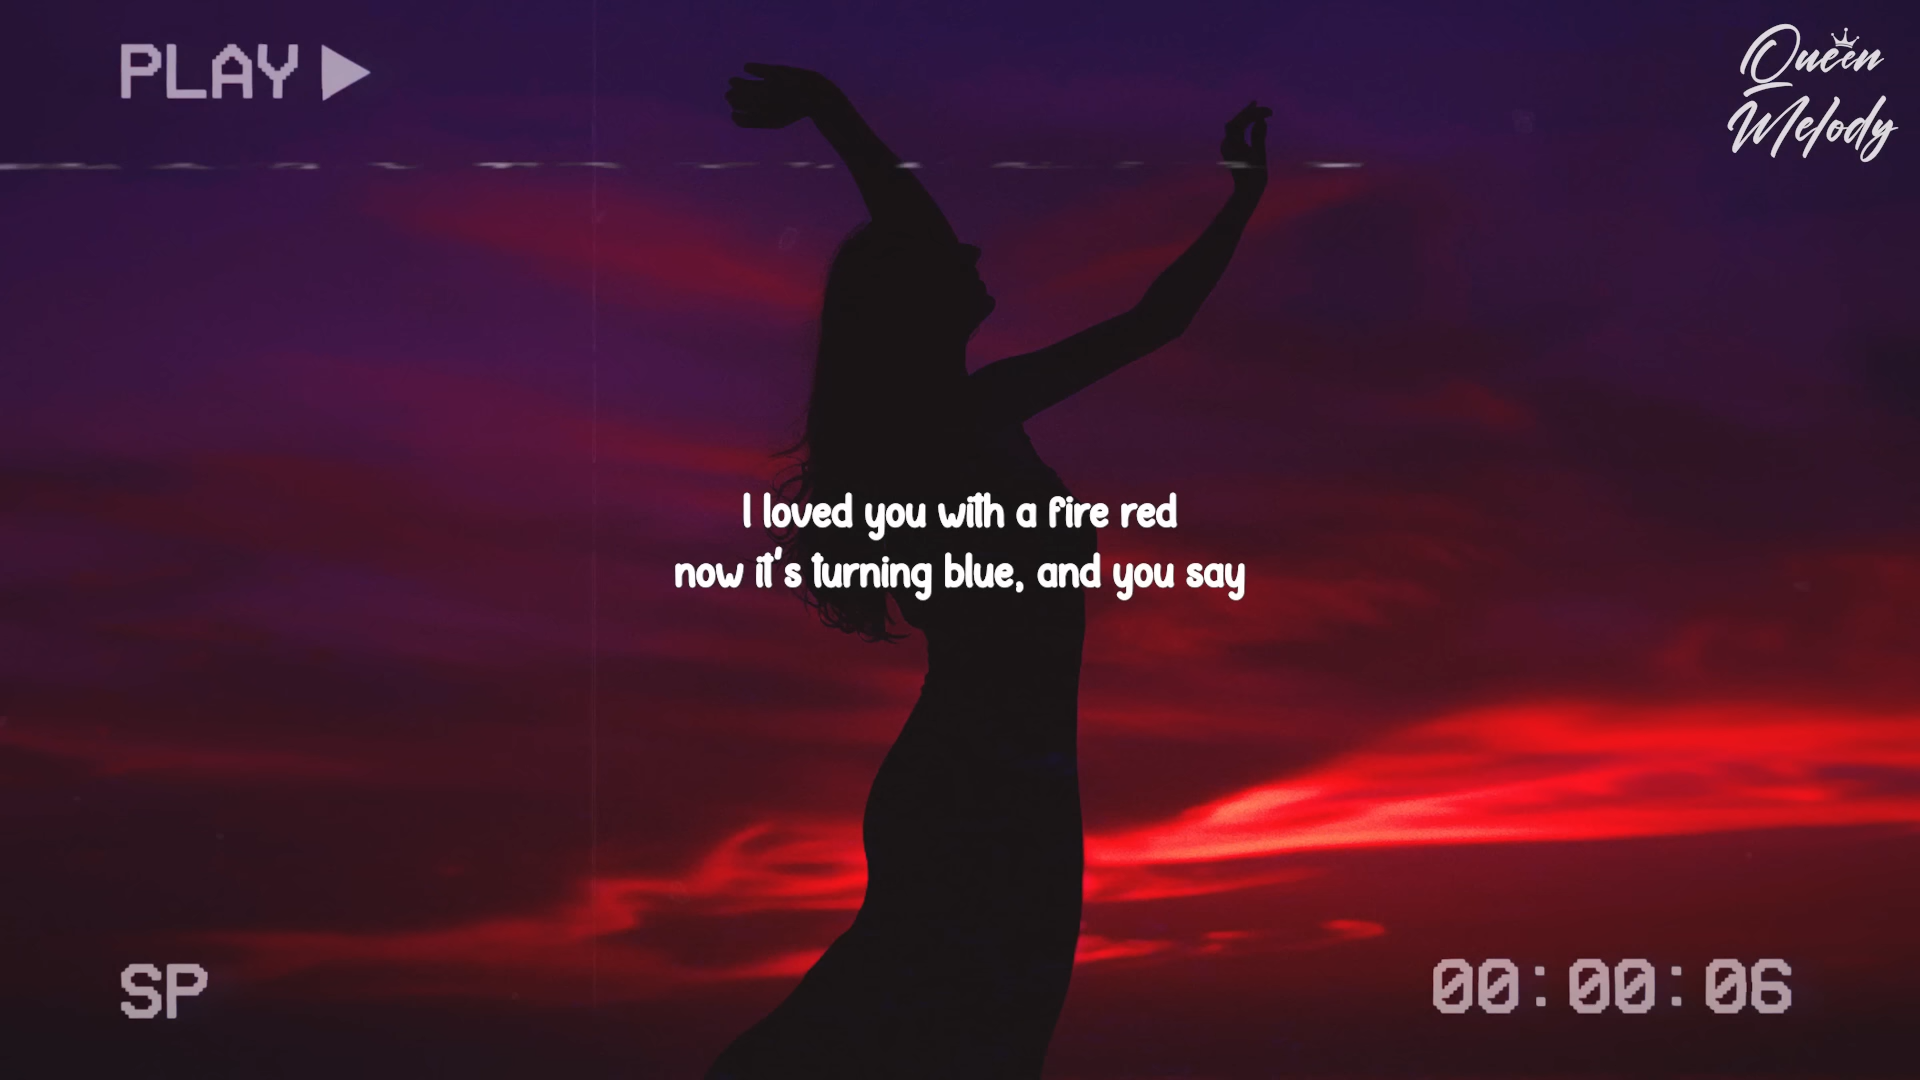 PLAY
Queen
Melody
I loved you with a fire red
now it's turning blue, and you say
SP
00:00:06